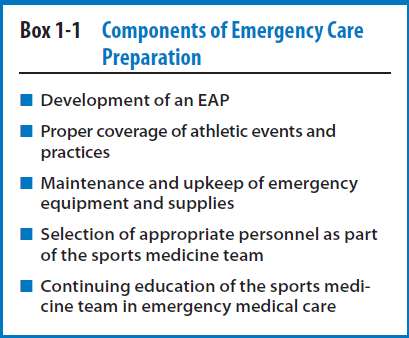 Box 1-1 Components of Emergency Care
Preparation
■ Development of an EAP
■ Proper coverage of athletic events and
practices
■ Maintenance and upkeep of emergency
equipment and supplies
■ Selection of appropriate personnel as part
of the sports medicine team
■ Continuing education of the sports medi-
cine team in emergency medical care